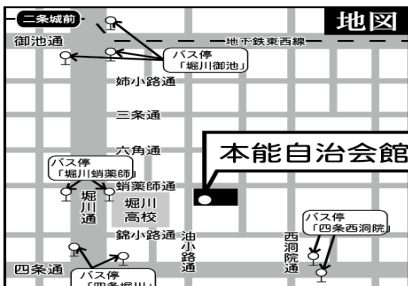 二条城前
地図
御池通
地下鉄東西線
バス停
「堀川御池」
姉小路通
三条通
六角通
本能自治会館
バス停
「堀川蛸薬師」
蛸薬師通
堀川通
堀川
高校
バス停
「四条西洞院」
錦小路通
油小路通
西洞院通
四条通
バス停
「四条堀川」